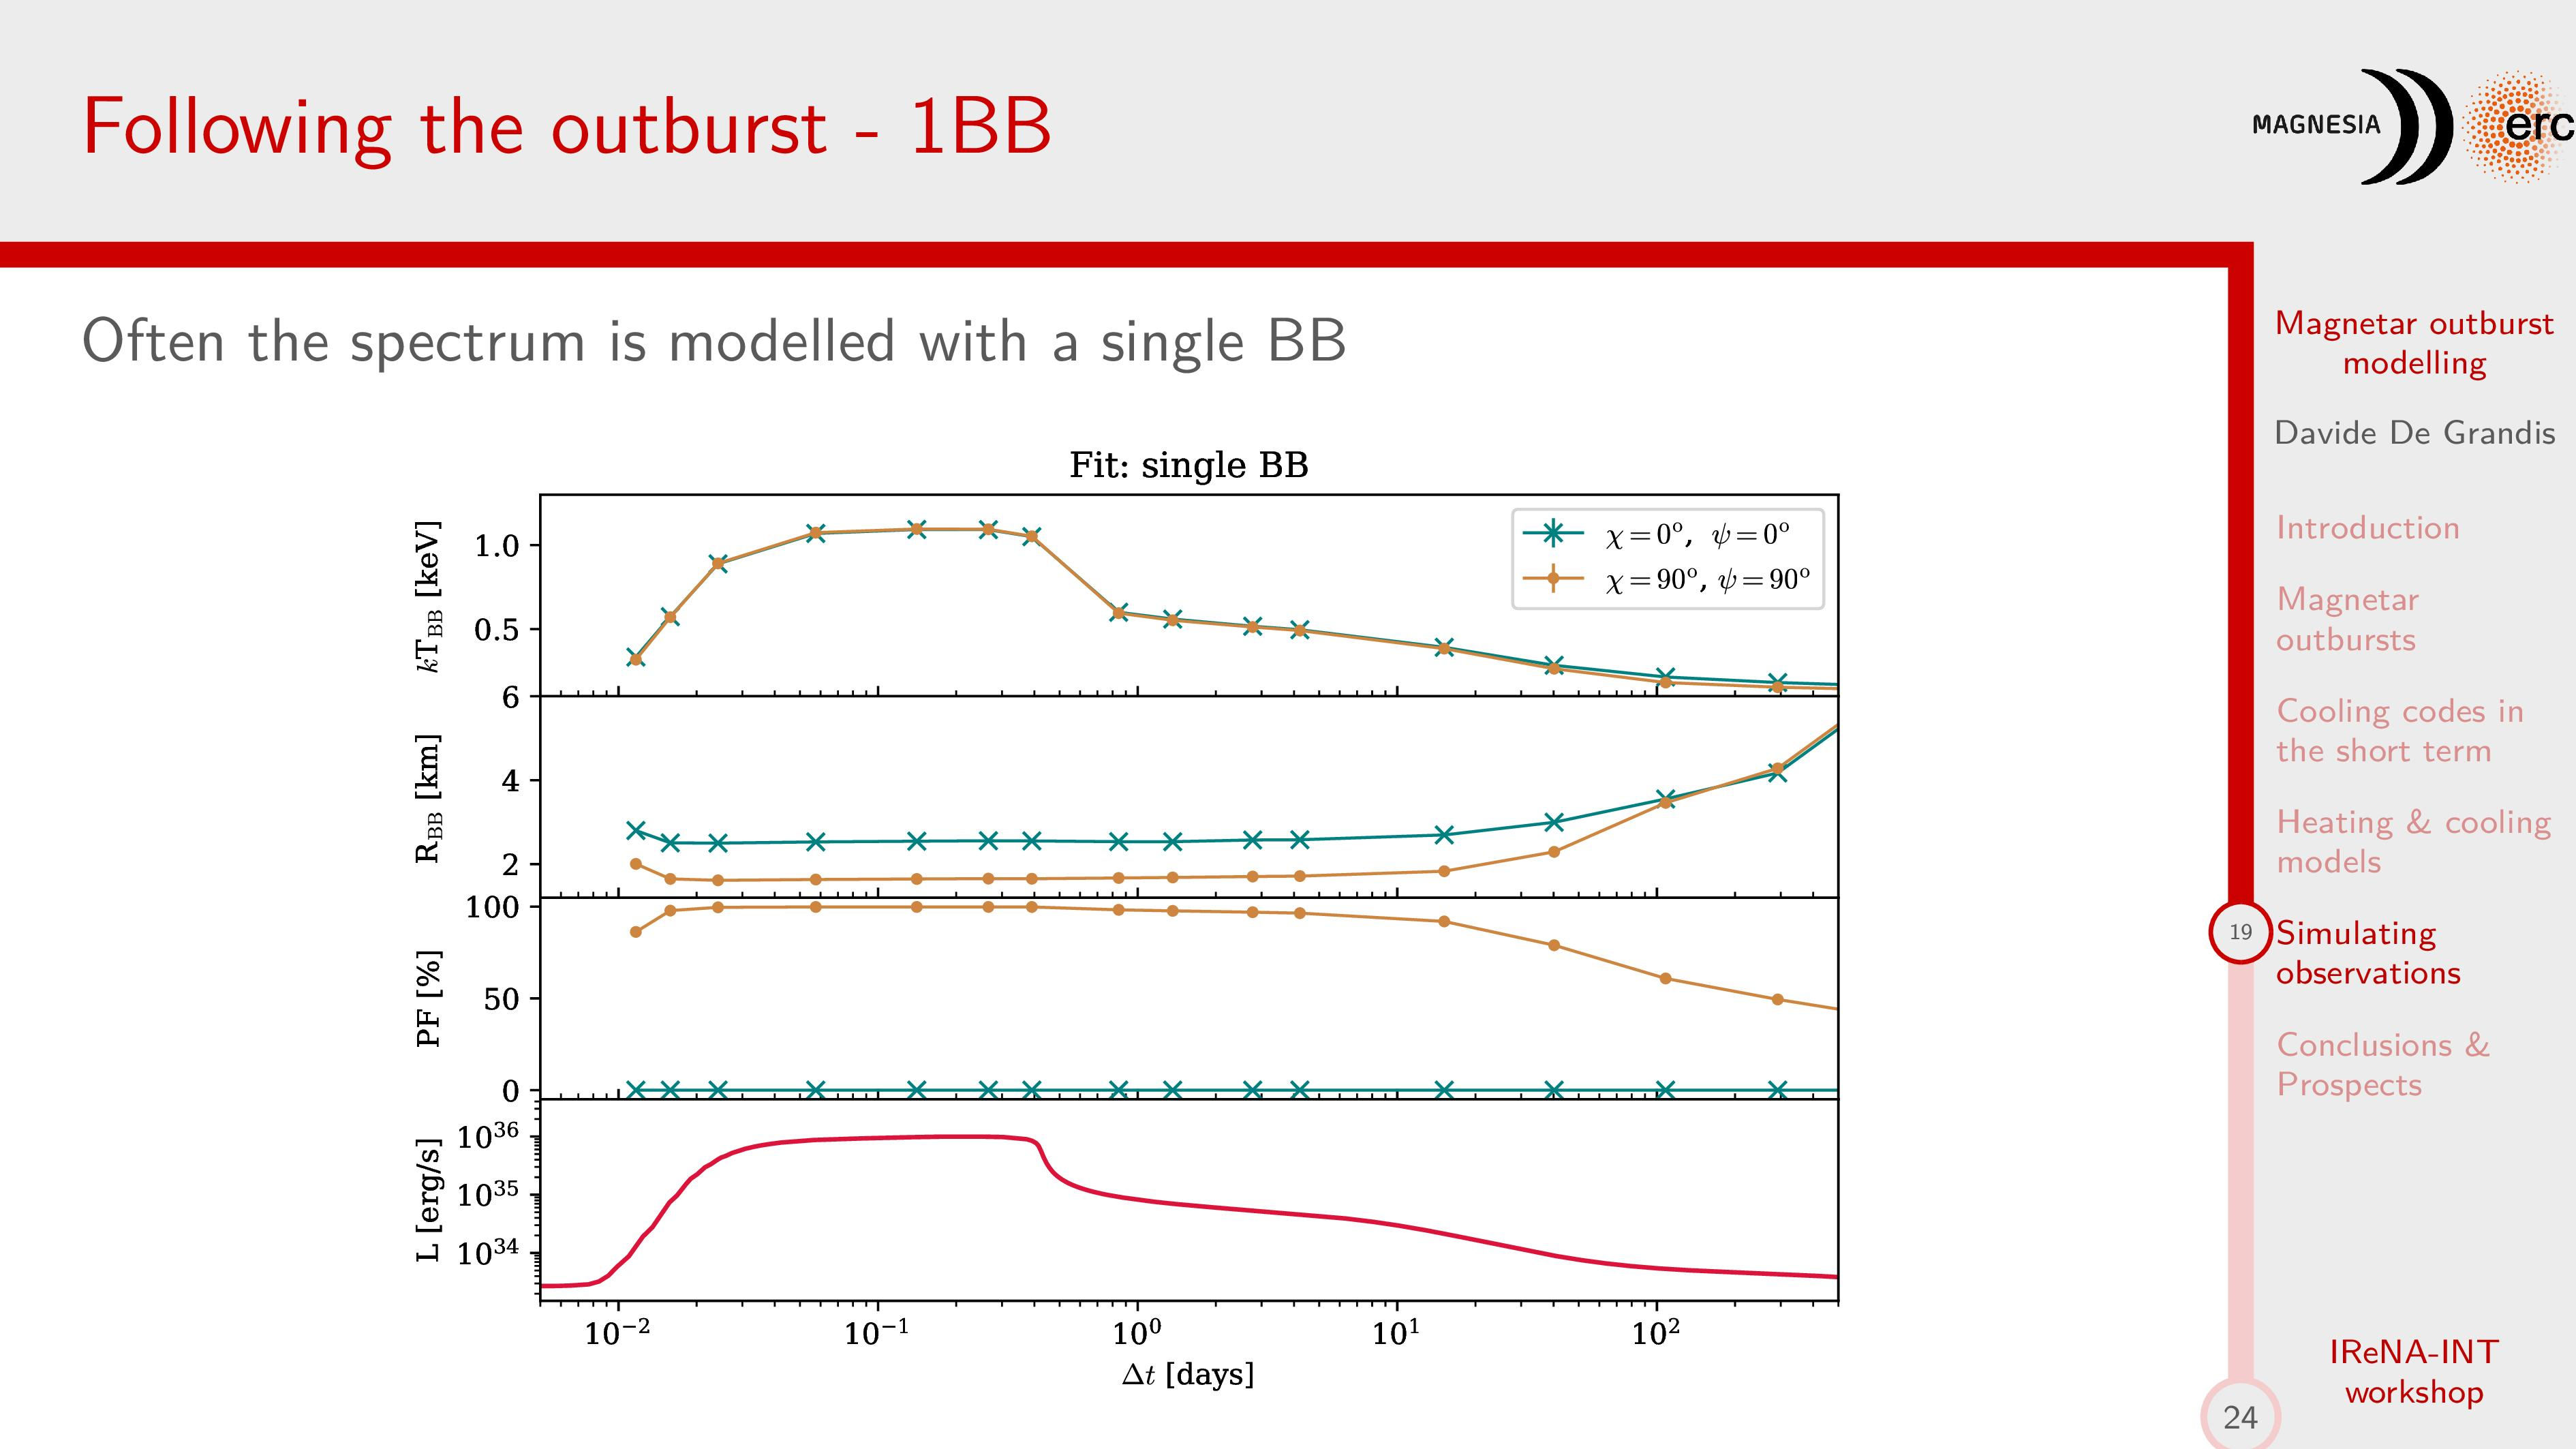 Following the outburst - 1BB
MAGNESIA
erc
Often the spectrum is modelled with a single BB
Fit: single BB
kT_BB [keV]
1.0
0.5
χ = 0°, ψ = 0°
χ = 90°, ψ = 90°
R_BB [km]
6
4
2
PF [%]
100
50
0
L [erg/s]
10^36
10^35
10^34
10^−2 10^−1 10^0 10^1 10^2
Δt [days]
Magnetar outburst
modelling
Davide De Grandis
Introduction
Magnetar
outbursts
Cooling codes in
the short term
Heating & cooling
models
19
Simulating
observations
Conclusions &
Prospects
IReNA-INT
workshop
24